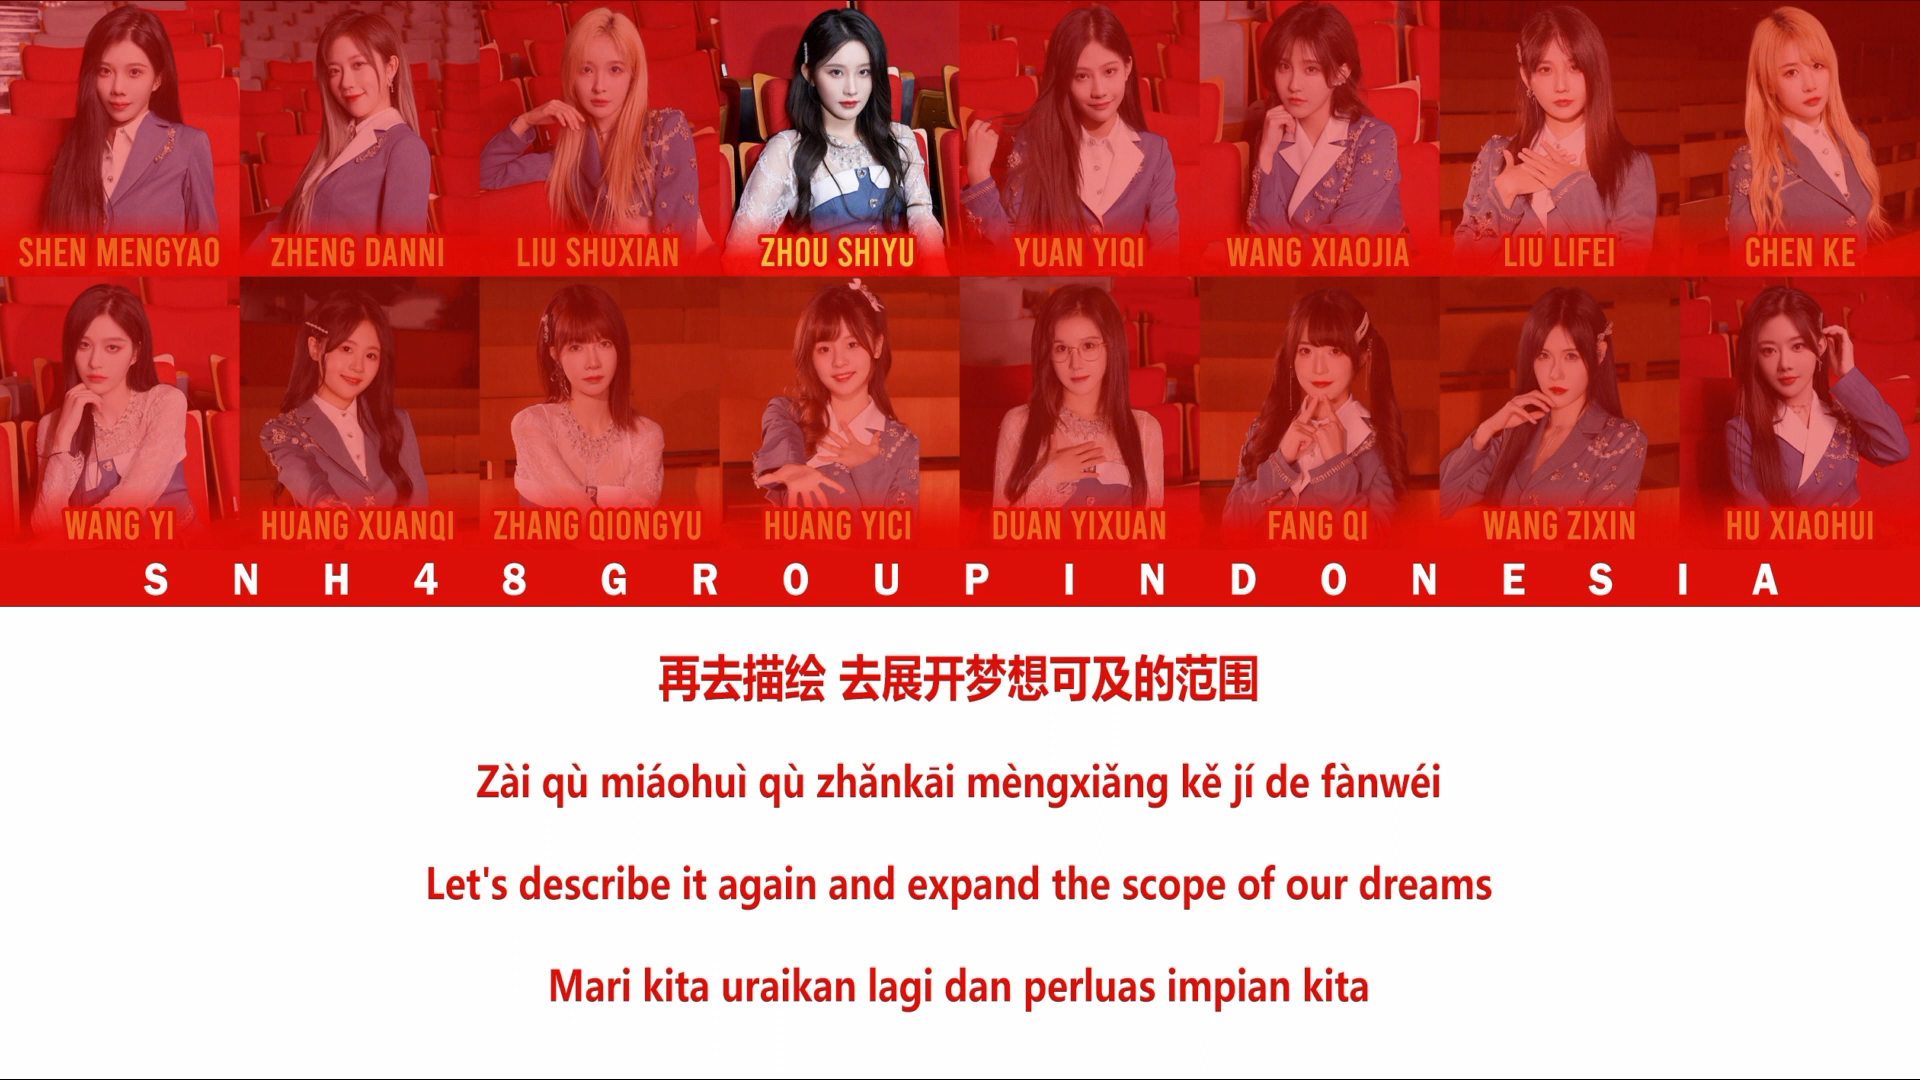 SHEN MENGYAO ZHENG DANNI LIU SHUXIAN ZHOU SHIYU YUAN YIQI WANG XIAOJIA LIU LIFEI CHEN KE
WANG YI HUANG XUANQI ZHANG QIONGYU HUANG YICI DUAN YIXUAN FANG QI WANG ZIXIN HU XIAOHUI
S N H 4 8 G R O U P I N D O N E S I A
再去描绘 去展开梦想可及的范围
Zài qù miáohuì qù zhǎnkāi mèngxiǎng kě jí de fànwéi
Let's describe it again and expand the scope of our dreams
Mari kita uraikan lagi dan perluas impian kita